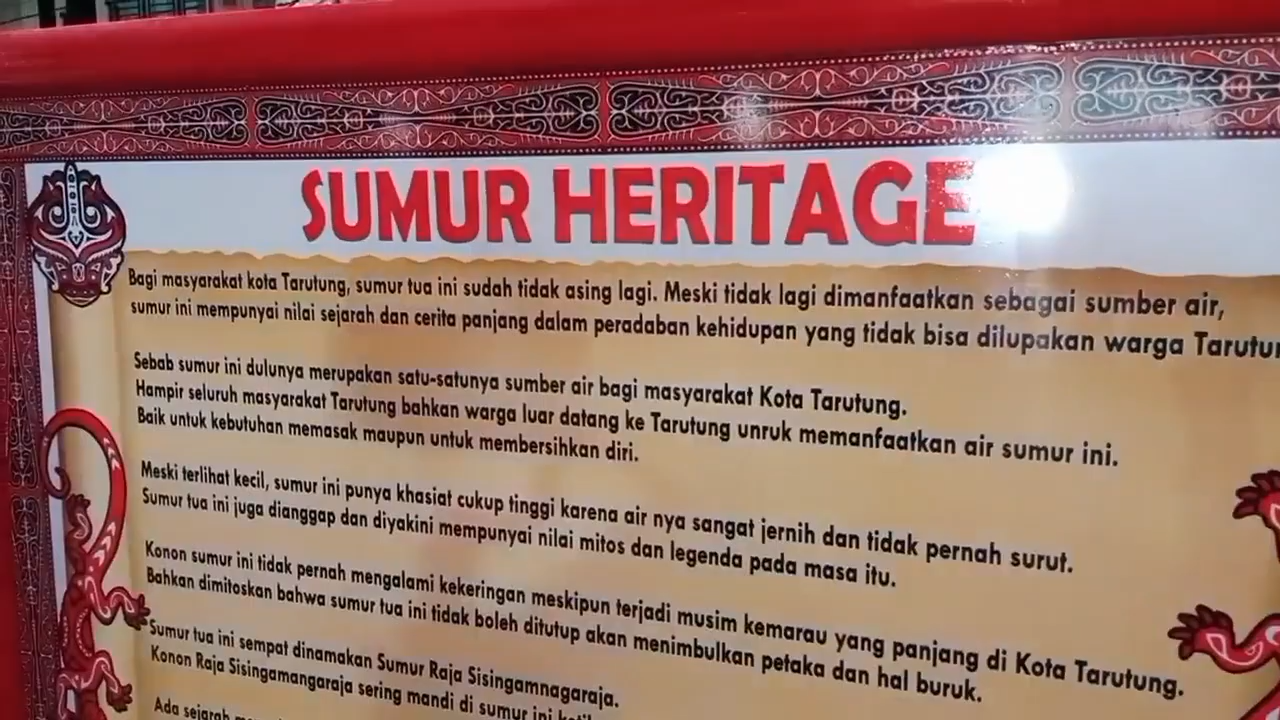 SUMUR HERITAGE
Bagi masyarakat kota Tarutung, sumur tua ini sudah tidak asing lagi. Meski tidak lagi dimanfaatkan sebagai sumber air,
sumur ini mempunyai nilai sejarah dan cerita panjang dalam peradaban kehidupan yang tidak bisa dilupakan warga Tarutun
Sebab sumur ini dulunya merupakan satu-satunya sumber air bagi masyarakat Kota Tarutung.
Hampir seluruh masyarakat Tarutung bahkan warga luar datang ke Tarutung unruk memanfaatkan air sumur ini.
Baik untuk kebutuhan memasak maupun untuk membersihkan diri.
Meski terlihat kecil, sumur ini punya khasiat cukup tinggi karena air nya sangat jernih dan tidak pernah surut.
Sumur tua ini juga dianggap dan diyakini mempunyai nilai mitos dan legenda pada masa itu.
Konon sumur ini tidak pernah mengalami kekeringan meskipun terjadi musim kemarau yang panjang di Kota Tarutung.
Bahkan dimitoskan bahwa sumur tua ini tidak boleh ditutup akan menimbulkan petaka dan hal buruk.
Sumur tua ini sempat dinamakan Sumur Raja Sisingamnagaraja.
Konon Raja Sisingamangaraja sering mandi di sumur ini
Ada sejarah